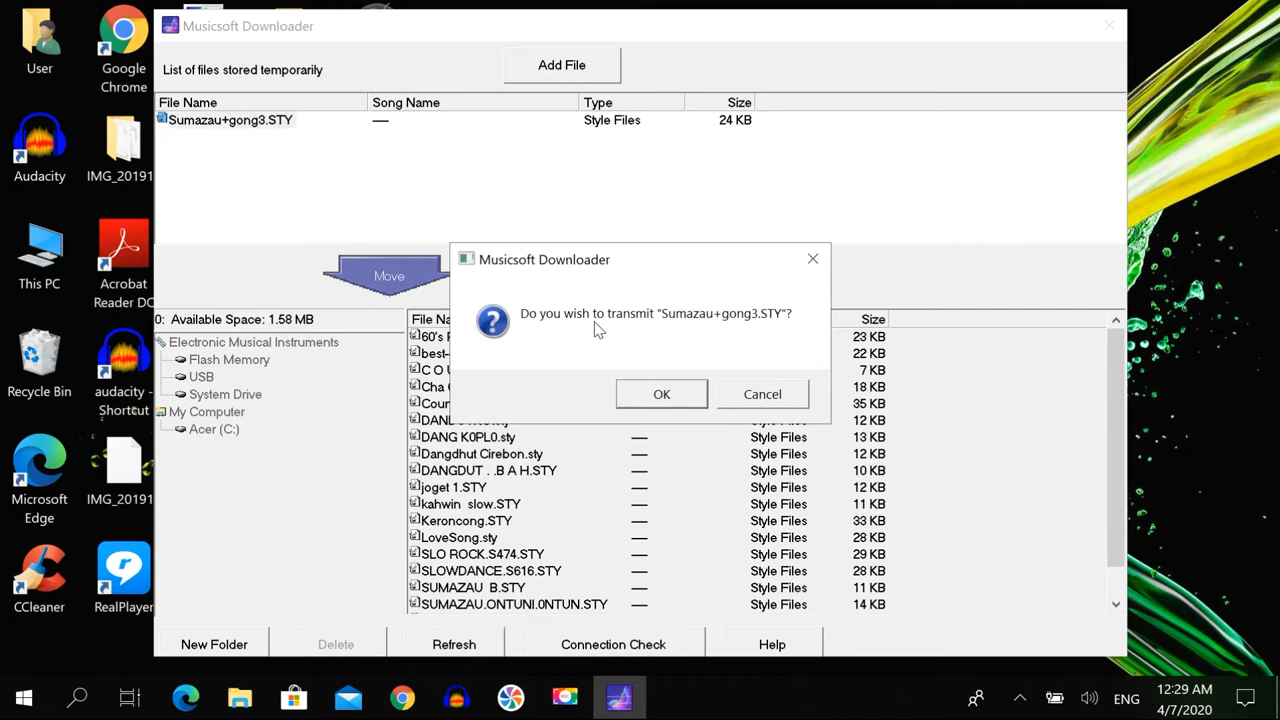 Musicsoft Downloader
List of files stored temporarily
Add File
File Name Song Name Type Size
Sumazau+gong3.STY — Style Files 24 KB
Move
Musicsoft Downloader
Do you wish to transmit "Sumazau+gong3.STY"?
OK Cancel
0: Available Space: 1.58 MB
Electronic Musical Instruments
Flash Memory
USB
System Drive
My Computer
Acer (C:)
File Size
60's 23 KB
best- 22 KB
C O 7 KB
Cha 18 KB
Coun 35 KB
12 KB
DANG K0PL0.sty — Style Files 13 KB
Dangdhut Cirebon.sty — Style Files 12 KB
DANGDUT . .B A H.STY — Style Files 10 KB
joget 1.STY — Style Files 12 KB
kahwin slow.STY — Style Files 12 KB
Keroncong.STY — Style Files 33 KB
LoveSong.sty — Style Files 28 KB
SLO ROCK.S474.STY — Style Files 29 KB
SLOWDANCE.S616.STY — Style Files 28 KB
SUMAZAU B.STY — Style Files 11 KB
SUMAZAU.ONTUNI.0NTUN.STY — Style Files 14 KB
New Folder Delete Refresh Connection Check Help
User
Google
Chrome
Audacity
IMG_20191
This PC
Adobe
Reader DC
Recycle Bin
audacity -
Shortcut
IMG_20191
Microsoft
Edge
CCleaner
RealPlayer
ENG
12:29 AM
4/7/2020